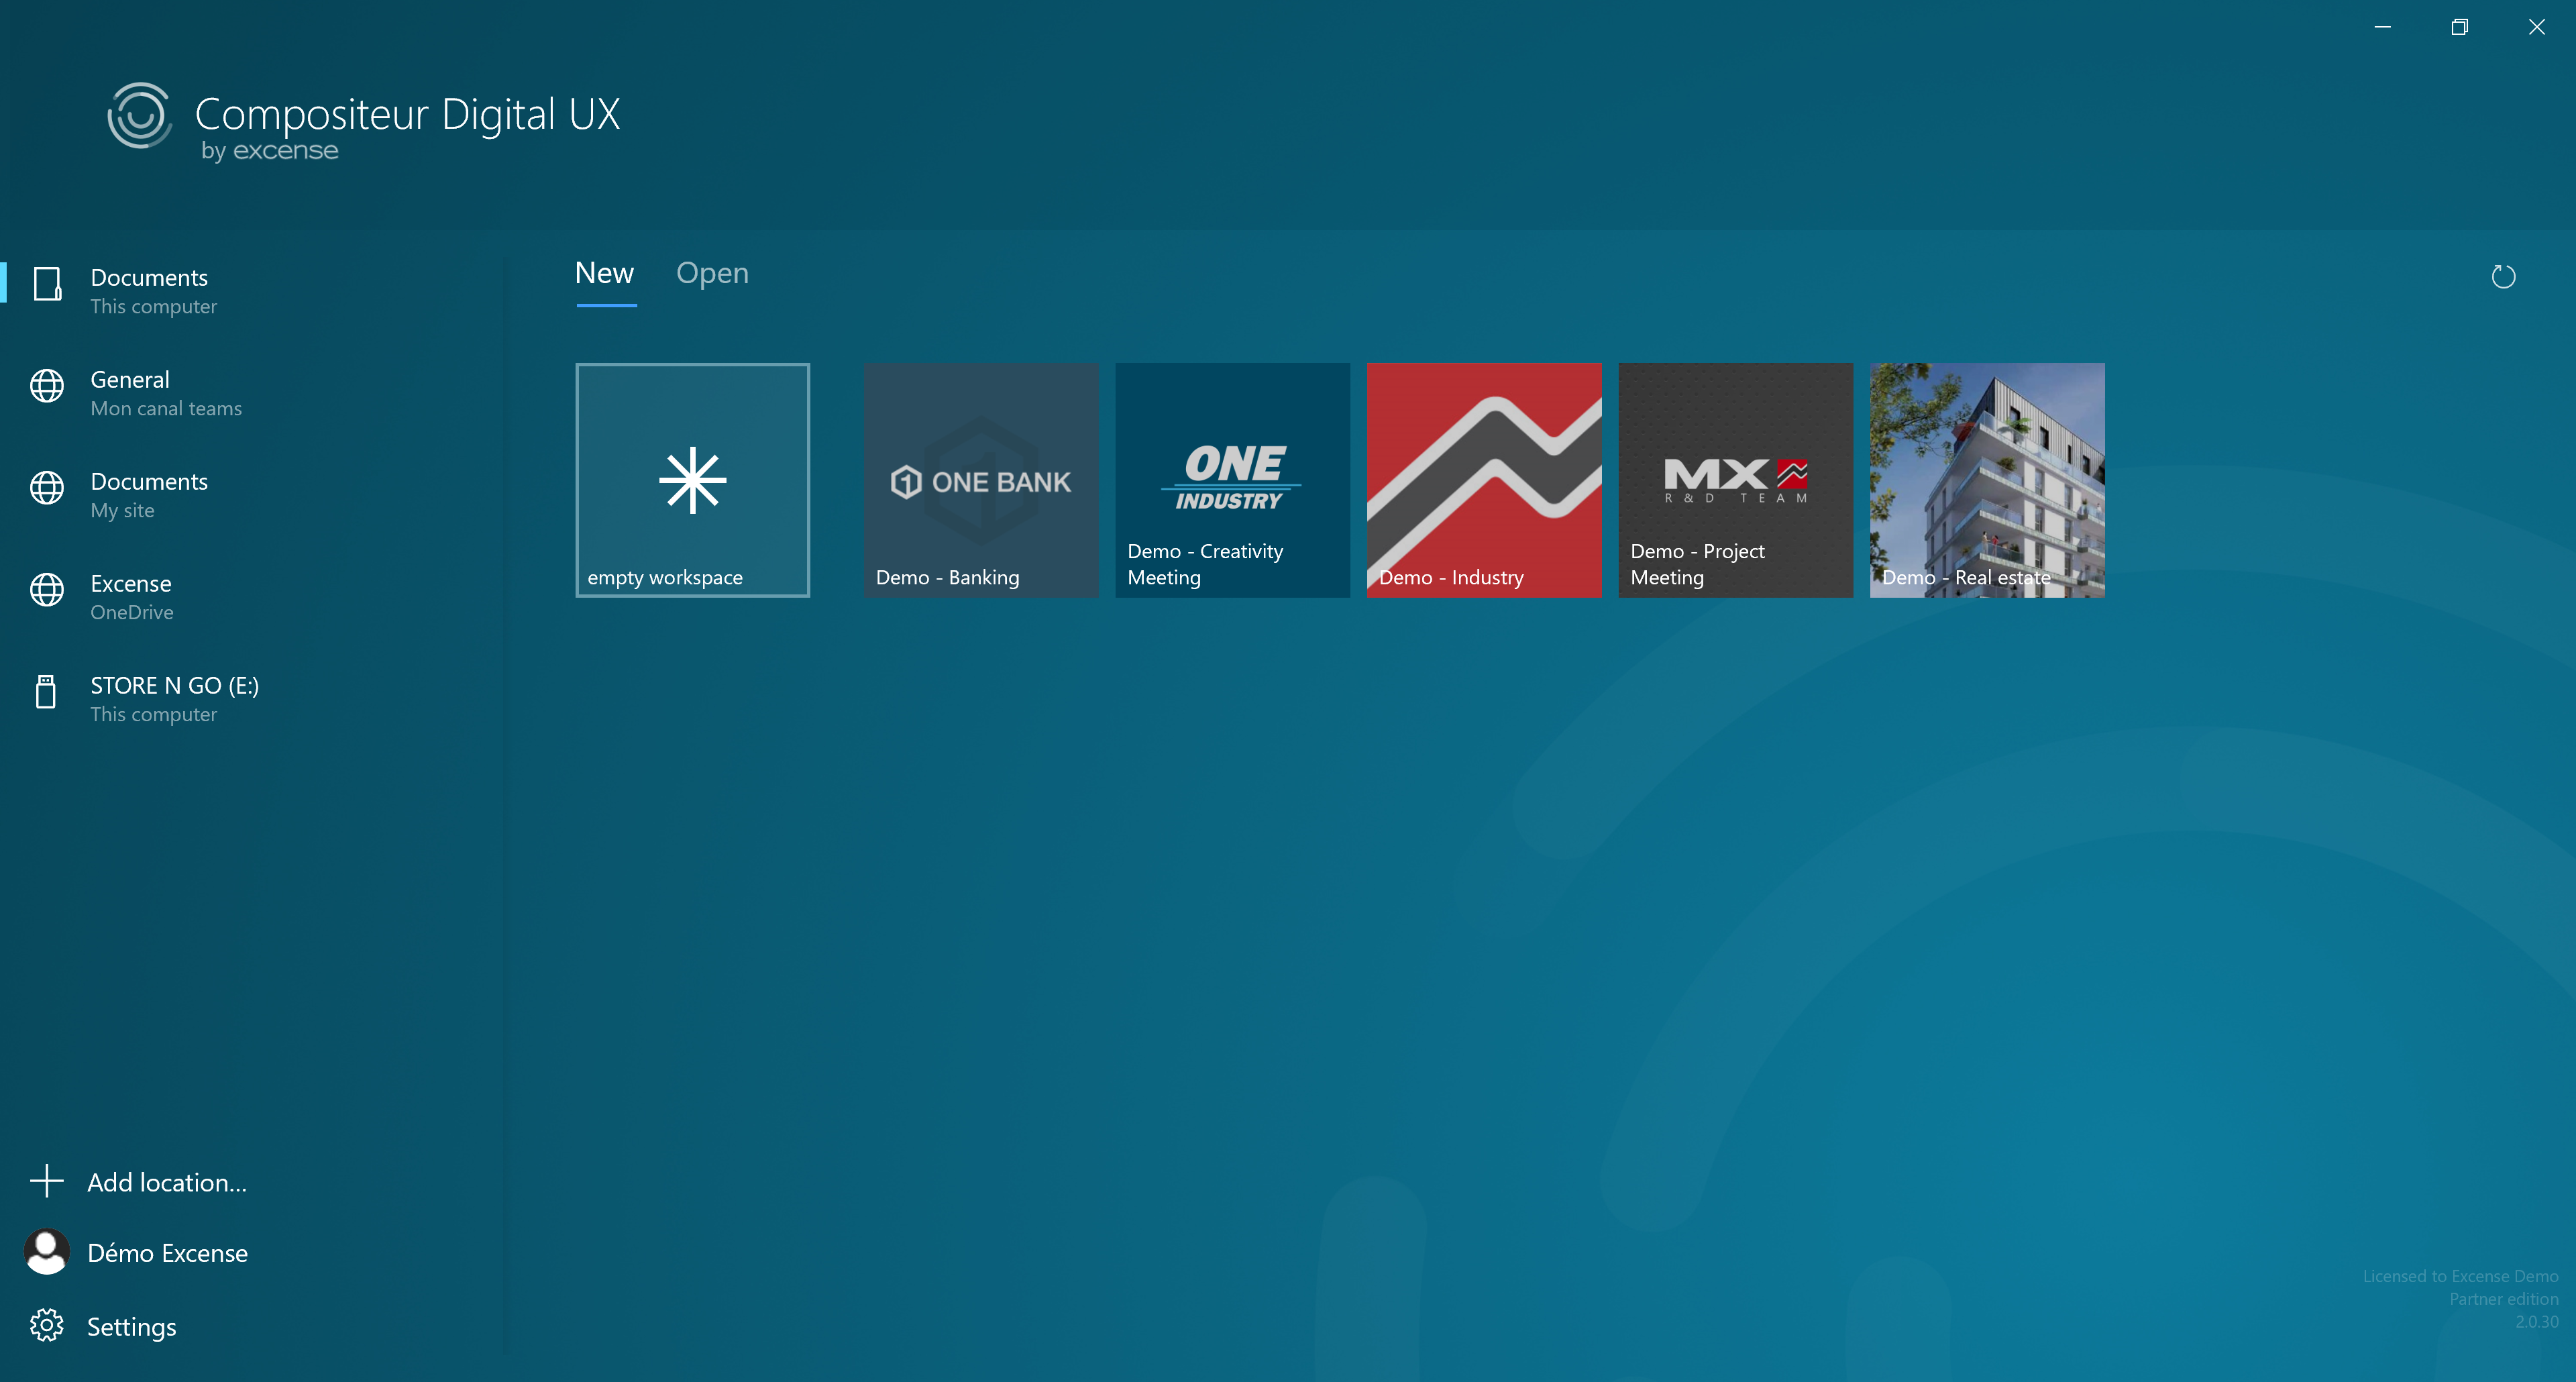 Compositeur Digital UX
by excense
Documents
This computer
General
Mon canal teams
Documents
My site
Excense
OneDrive
STORE N GO (E:)
This computer
Add location...
Démo Excense
Settings
New
Open
empty workspace
1 ONE BANK
Demo - Banking
ONE
INDUSTRY
Demo - Creativity
Meeting
Demo - Industry
MX
R & D TEAM
Demo - Project
Meeting
Demo - Real estate
Licensed to Excense Demo
Partner edition
2.0.30